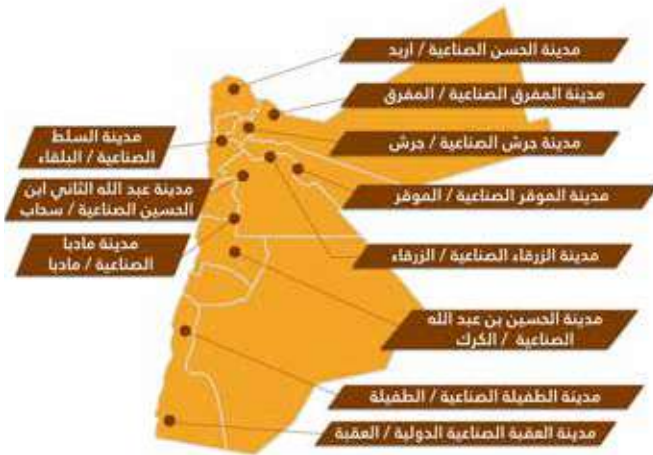 مدينة الحسن الصناعية / اربد
مدينة المفرق الصناعية / المفرق
مدينة جرش الصناعية / جرش
مدينة السلط
الصناعية / البلقاء
مدينة الموقر الصناعية / الموقر
مدينة عبد الله الثاني ابن
الحسين الصناعية / سحاب
مدينة الزرقاء الصناعية / الزرقاء
مدينة مادبا
الصناعية / مادبا
مدينة الحسين بن عبد الله
الصناعية / الكرك
مدينة الطفيلة الصناعية / الطفيلة
مدينة العقبة الصناعية الدولية / العقبة